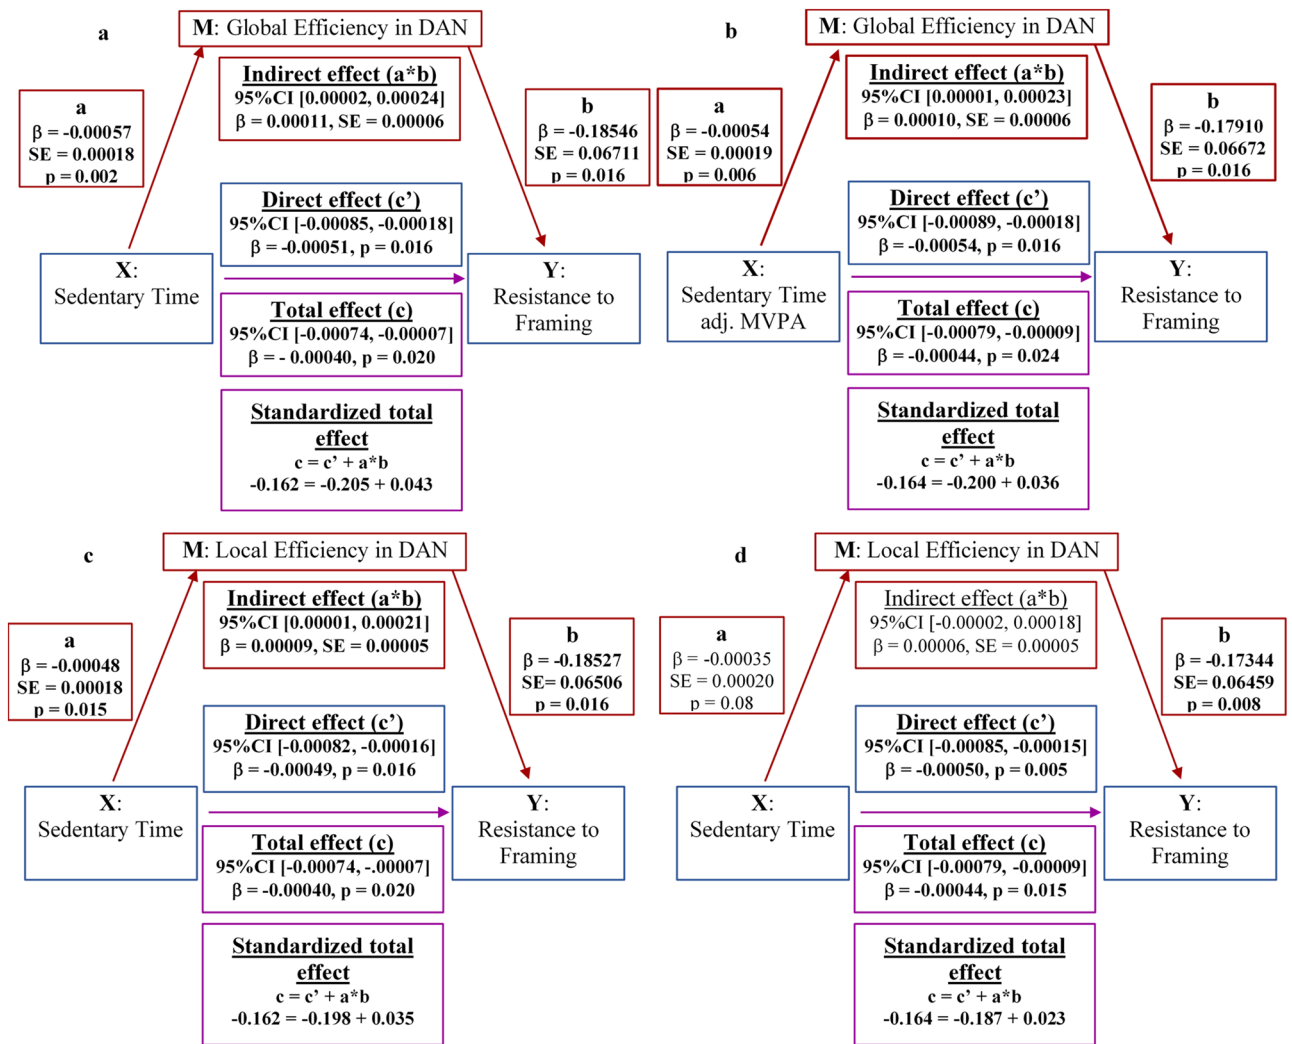 a
M: Global Efficiency in DAN
Indirect effect (a*b)
95%CI [0.00002, 0.00024]
β = 0.00011, SE = 0.00006
a
β = -0.00057
SE = 0.00018
p = 0.002
b
β = -0.18546
SE = 0.06711
p = 0.016
Direct effect (c’)
95%CI [-0.00085, -0.00018]
β = -0.00051, p = 0.016
X:
Sedentary Time
Y:
Resistance to
Framing
Total effect (c)
95%CI [-0.00074, -0.00007]
β = - 0.00040, p = 0.020
Standardized total
effect
c = c’ + a*b
-0.162 = -0.205 + 0.043
b
M: Global Efficiency in DAN
Indirect effect (a*b)
95%CI [0.00001, 0.00023]
β = 0.00010, SE = 0.00006
a
β = -0.00054
SE = 0.00019
p = 0.006
b
β = -0.17910
SE = 0.06672
p = 0.016
Direct effect (c’)
95%CI [-0.00089, -0.00018]
β = -0.00054, p = 0.016
X:
Sedentary Time
adj. MVPA
Y:
Resistance to
Framing
Total effect (c)
95%CI [-0.00079, -0.00009]
β = -0.00044, p = 0.024
Standardized total
effect
c = c’ + a*b
-0.164 = -0.200 + 0.036
c
M: Local Efficiency in DAN
Indirect effect (a*b)
95%CI [0.00001, 0.00021]
β = 0.00009, SE = 0.00005
a
β = -0.00048
SE = 0.00018
p = 0.015
b
β = -0.18527
SE= 0.06506
p = 0.016
Direct effect (c’)
95%CI [-0.00082, -0.00016]
β = -0.00049, p = 0.016
X:
Sedentary Time
Y:
Resistance to
Framing
Total effect (c)
95%CI [-0.00074, -.00007]
β = -0.00040, p = 0.020
Standardized total
effect
c = c’ + a*b
-0.162 = -0.198 + 0.035
d
M: Local Efficiency in DAN
Indirect effect (a*b)
95%CI [-0.00002, 0.00018]
β = 0.00006, SE = 0.00005
a
β = -0.00035
SE = 0.00020
p = 0.08
b
β = -0.17344
SE= 0.06459
p = 0.008
Direct effect (c’)
95%CI [-0.00085, -0.00015]
β = -0.00050, p = 0.005
X:
Sedentary Time
Y:
Resistance to
Framing
Total effect (c)
95%CI [-0.00079, -0.00009]
β = -0.00044, p = 0.015
Standardized total
effect
c = c’ + a*b
-0.164 = -0.187 + 0.023